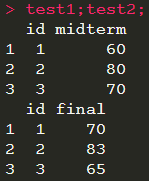 > test1;test2;
  id midterm
1  1      60
2  2      80
3  3      70
  id final
1  1    70
2  2    83
3  3    65